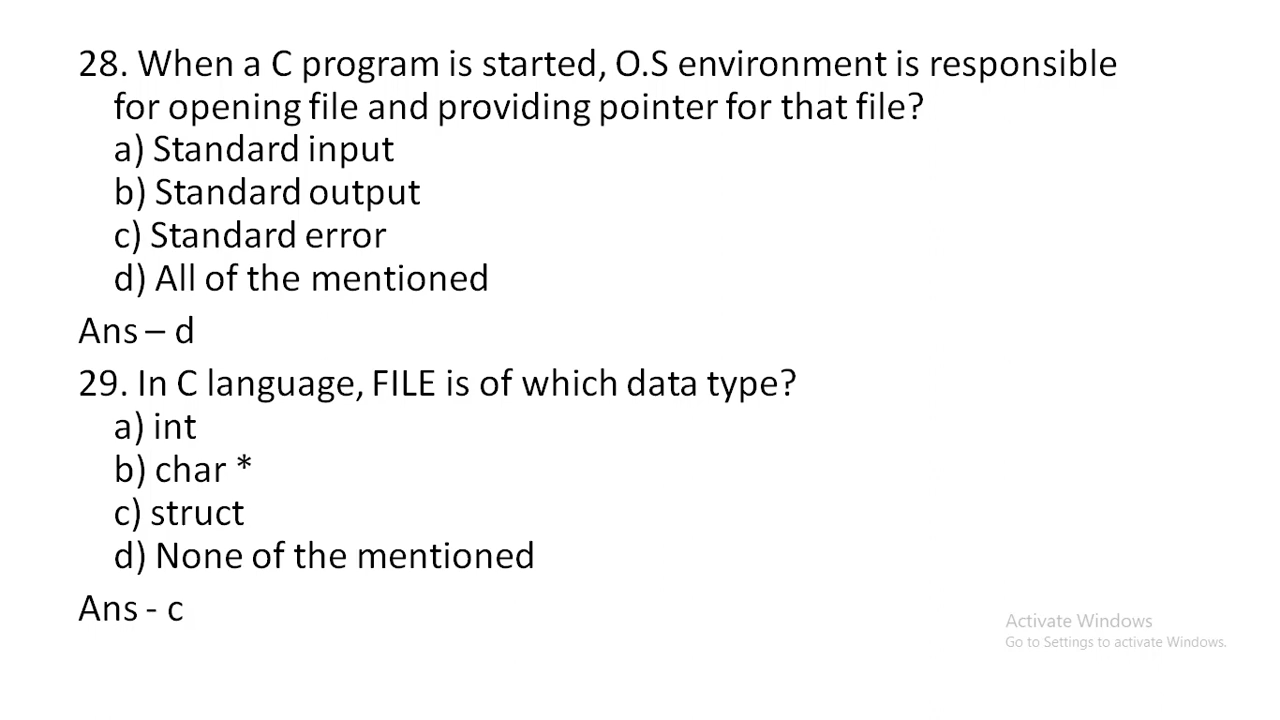 28. When a C program is started, O.S environment is responsible
for opening file and providing pointer for that file?
a) Standard input
b) Standard output
c) Standard error
d) All of the mentioned
Ans – d
29. In C language, FILE is of which data type?
a) int
b) char *
c) struct
d) None of the mentioned
Ans - c
Activate Windows
Go to Settings to activate Windows.